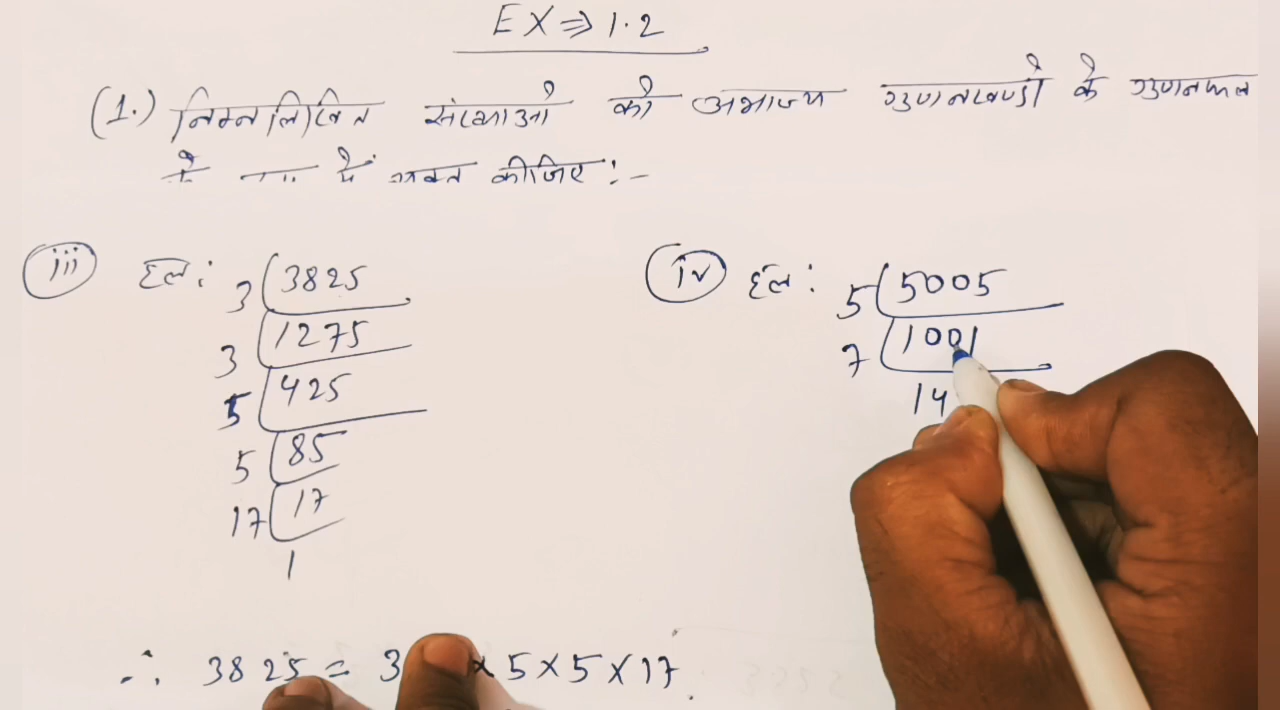 EX ⇒ 1.2
(1.) निम्नलिखित संख्याओं को अभाज्य गुणनखण्डों के गुणनफल
के रूप में व्यक्त कीजिए :-
iii हल: 3 3825
3 1275
5 425
5 85
17 17
1
∴ 3825 = 3 × 5 × 5 × 17
iv हल: 5 5005
7 1001
14